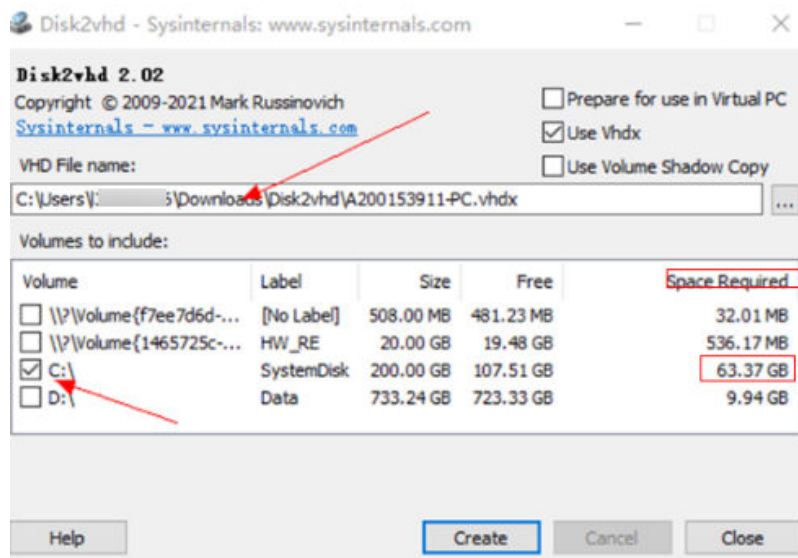 Disk2vhd - Sysinternals: www.sysinternals.com
Disk2vhd 2.02
Copyright © 2009-2021 Mark Russinovich
Sysinternals - www.sysinternals.com
Prepare for use in Virtual PC
Use Vhdx
Use Volume Shadow Copy
VHD File name:
C:\Users\ \Downloads\Disk2vhd\A200153911-PC.vhdx
...
Volumes to include:
Volume Label Size Free Space Required
\\?\Volume{f7ee7d6d-... [No Label] 508.00 MB 481.23 MB 32.01 MB
\\?\Volume{1465725c-... HW_RE 20.00 GB 19.48 GB 536.17 MB
C:\ SystemDisk 200.00 GB 107.51 GB 63.37 GB
D:\ Data 733.24 GB 723.33 GB 9.94 GB
Help Create Cancel Close